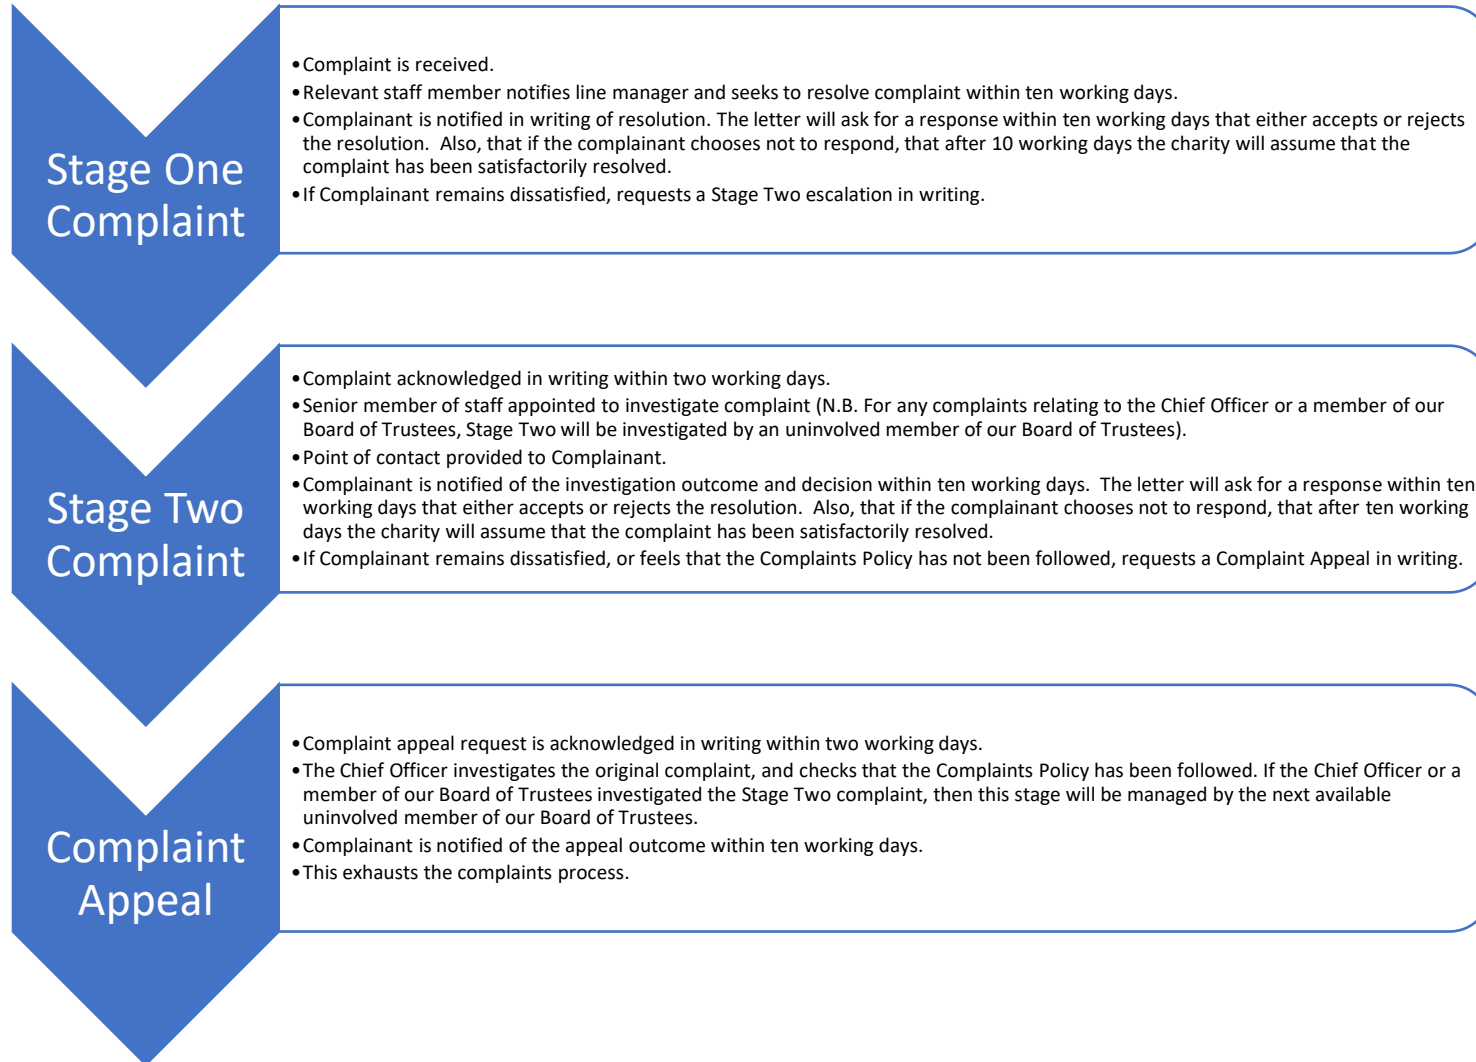 Stage One
Complaint
•Complaint is received.
•Relevant staff member notifies line manager and seeks to resolve complaint within ten working days.
•Complainant is notified in writing of resolution. The letter will ask for a response within ten working days that either accepts or rejects
the resolution.  Also, that if the complainant chooses not to respond, that after 10 working days the charity will assume that the
complaint has been satisfactorily resolved.
•If Complainant remains dissatisfied, requests a Stage Two escalation in writing.
Stage Two
Complaint
•Complaint acknowledged in writing within two working days.
•Senior member of staff appointed to investigate complaint (N.B. For any complaints relating to the Chief Officer or a member of our
Board of Trustees, Stage Two will be investigated by an uninvolved member of our Board of Trustees).
•Point of contact provided to Complainant.
•Complainant is notified of the investigation outcome and decision within ten working days.  The letter will ask for a response within ten
working days that either accepts or rejects the resolution.  Also, that if the complainant chooses not to respond, that after ten working
days the charity will assume that the complaint has been satisfactorily resolved.
•If Complainant remains dissatisfied, or feels that the Complaints Policy has not been followed, requests a Complaint Appeal in writing.
Complaint
Appeal
•Complaint appeal request is acknowledged in writing within two working days.
•The Chief Officer investigates the original complaint, and checks that the Complaints Policy has been followed. If the Chief Officer or a
member of our Board of Trustees investigated the Stage Two complaint, then this stage will be managed by the next available
uninvolved member of our Board of Trustees.
•Complainant is notified of the appeal outcome within ten working days.
•This exhausts the complaints process.